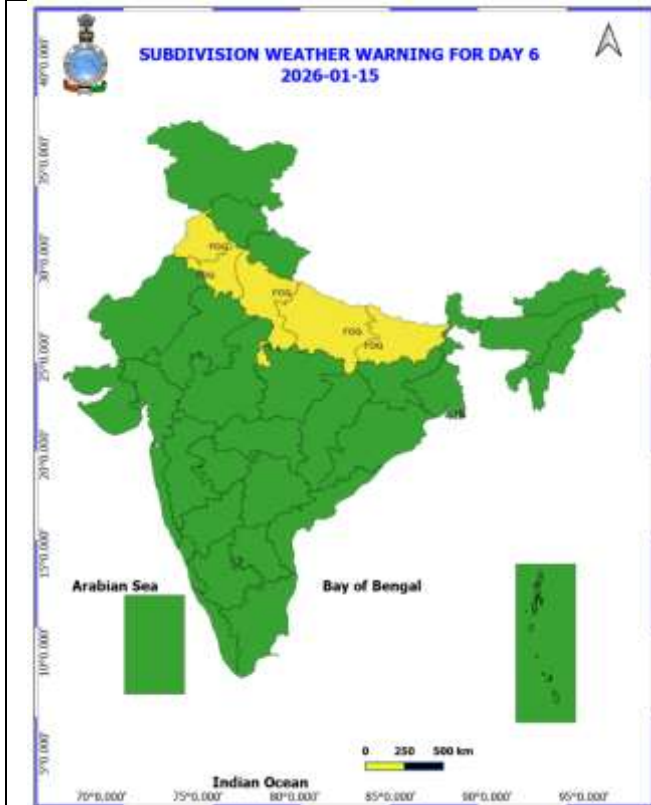 SUBDIVISION WEATHER WARNING FOR DAY 6
2026-01-15
40°0.000'
35°0.000'
30°0.000'
25°0.000'
20°0.000'
15°0.000'
10°0.000'
5°0.000'
FOG
FOG
FOG
FOG
FOG
Arabian Sea
Bay of Bengal
0 250 500 km
Indian Ocean
70°0.000' 75°0.000' 80°0.000' 85°0.000' 90°0.000' 95°0.000'